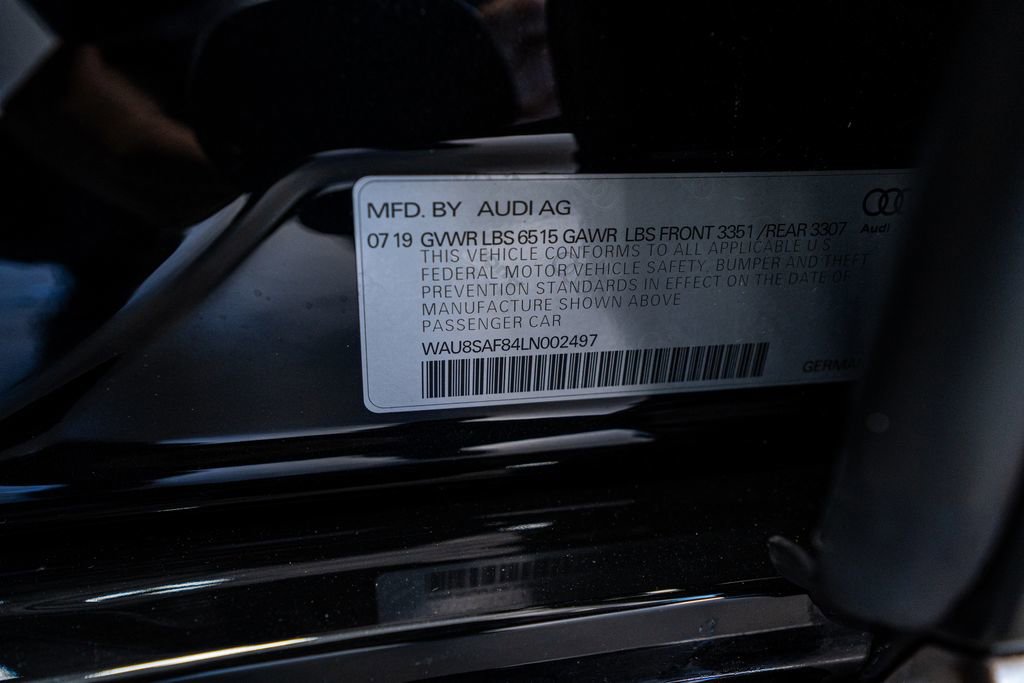 MFD. BY AUDI AG
Audi
07 19 GVWR LBS 6515 GAWR LBS FRONT 3351 /REAR 3307
THIS VEHICLE CONFORMS TO ALL APPLICABLE U S
FEDERAL MOTOR VEHICLE SAFETY, BUMPER AND THEFT
PREVENTION STANDARDS IN EFFECT ON THE DATE OF
MANUFACTURE SHOWN ABOVE
PASSENGER CAR
WAU8SAF84LN002497